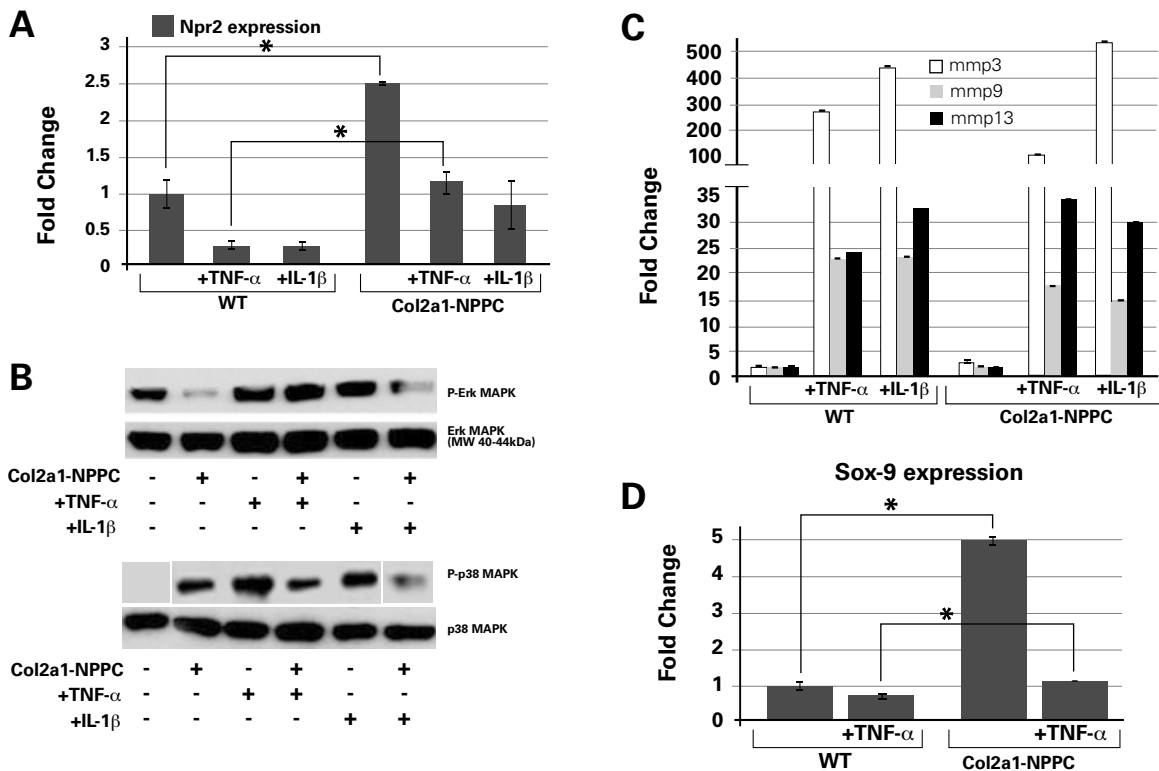 A
Npr2 expression
Fold Change
3
2.5
2
1.5
1
0.5
0
*
*
+TNF-α +IL-1β +TNF-α +IL-1β
WT Col2a1-NPPC
B
P-Erk MAPK
Erk MAPK
(MW 40-44kDa)
Col2a1-NPPC - + - + - +
+TNF-α - - + + - -
+IL-1β - - - - + +
P-p38 MAPK
p38 MAPK
Col2a1-NPPC - + - + - +
+TNF-α - - + + - -
+IL-1β - - - - + +
C
Fold Change
500
400
300
200
100
35
30
25
20
15
10
5
0
mmp3
mmp9
mmp13
+TNF-α +IL-1β +TNF-α +IL-1β
WT Col2a1-NPPC
Sox-9 expression
D
Fold Change
5
4
3
2
1
0
*
*
+TNF-α +TNF-α
WT Col2a1-NPPC